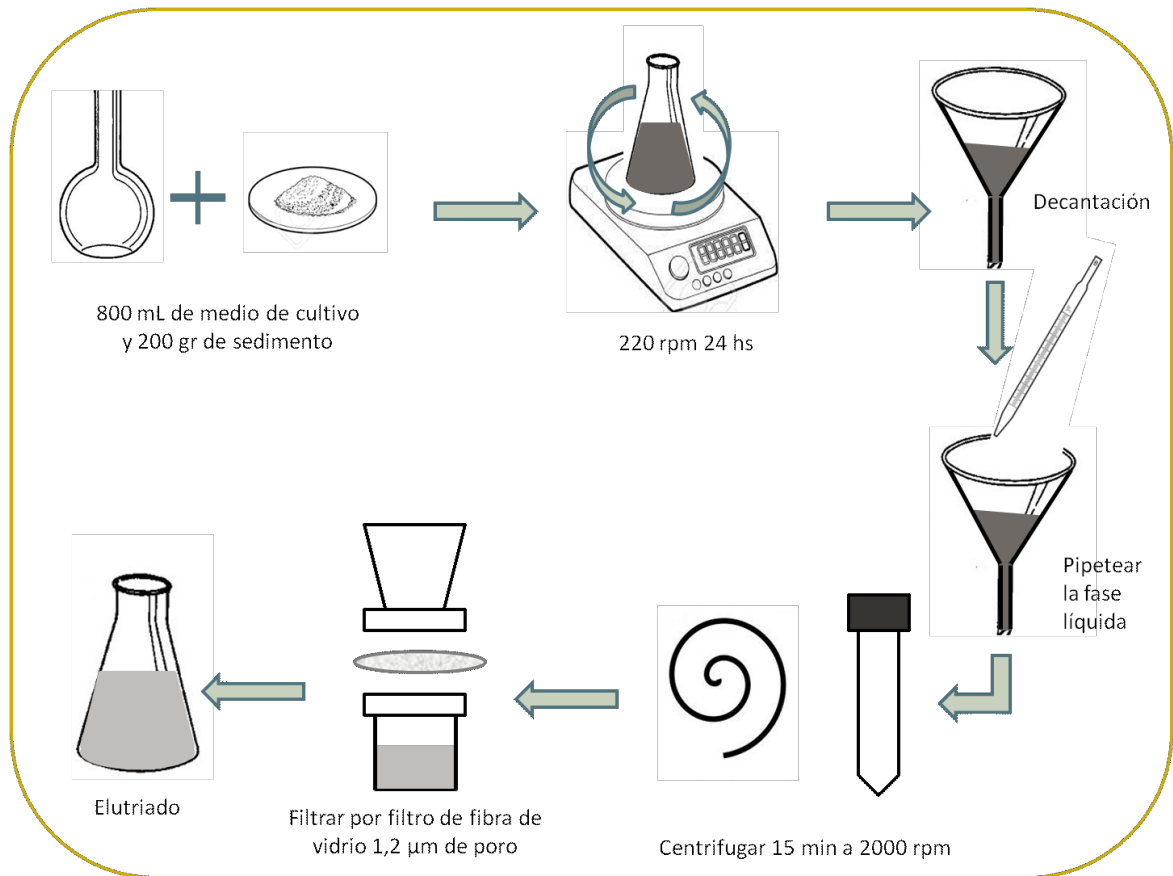 800 mL de medio de cultivo
y 200 gr de sedimento
220 rpm 24 hs
Decantación
Pipetear
la fase
líquida
Centrifugar 15 min a 2000 rpm
Filtrar por filtro de fibra de
vidrio 1,2 µm de poro
Elutriado